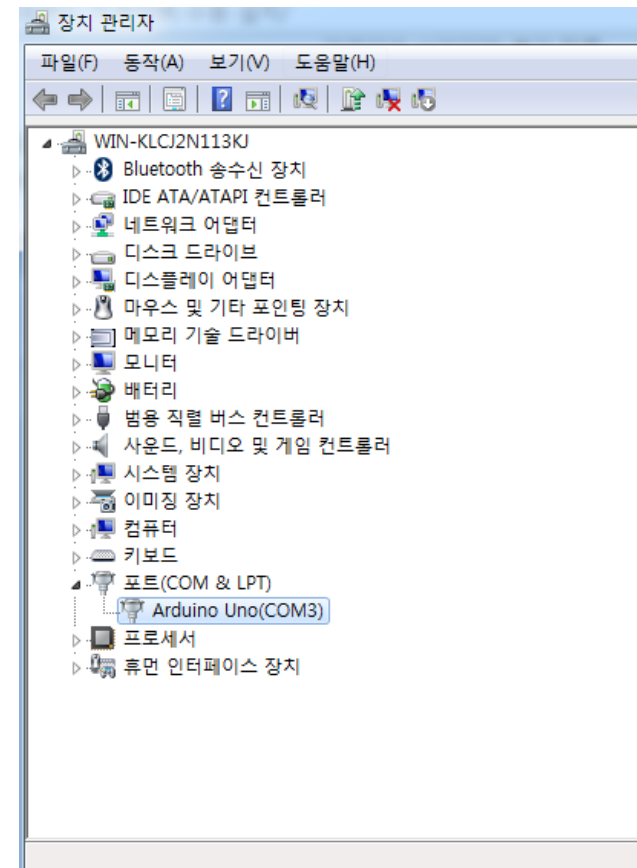 장치 관리자
파일(F) 동작(A) 보기(V) 도움말(H)
WIN-KLCJ2N113KJ
Bluetooth 송수신 장치
IDE ATA/ATAPI 컨트롤러
네트워크 어댑터
디스크 드라이브
디스플레이 어댑터
마우스 및 기타 포인팅 장치
메모리 기술 드라이버
모니터
배터리
범용 직렬 버스 컨트롤러
사운드, 비디오 및 게임 컨트롤러
시스템 장치
이미징 장치
컴퓨터
키보드
포트(COM & LPT)
Arduino Uno(COM3)
프로세서
휴먼 인터페이스 장치